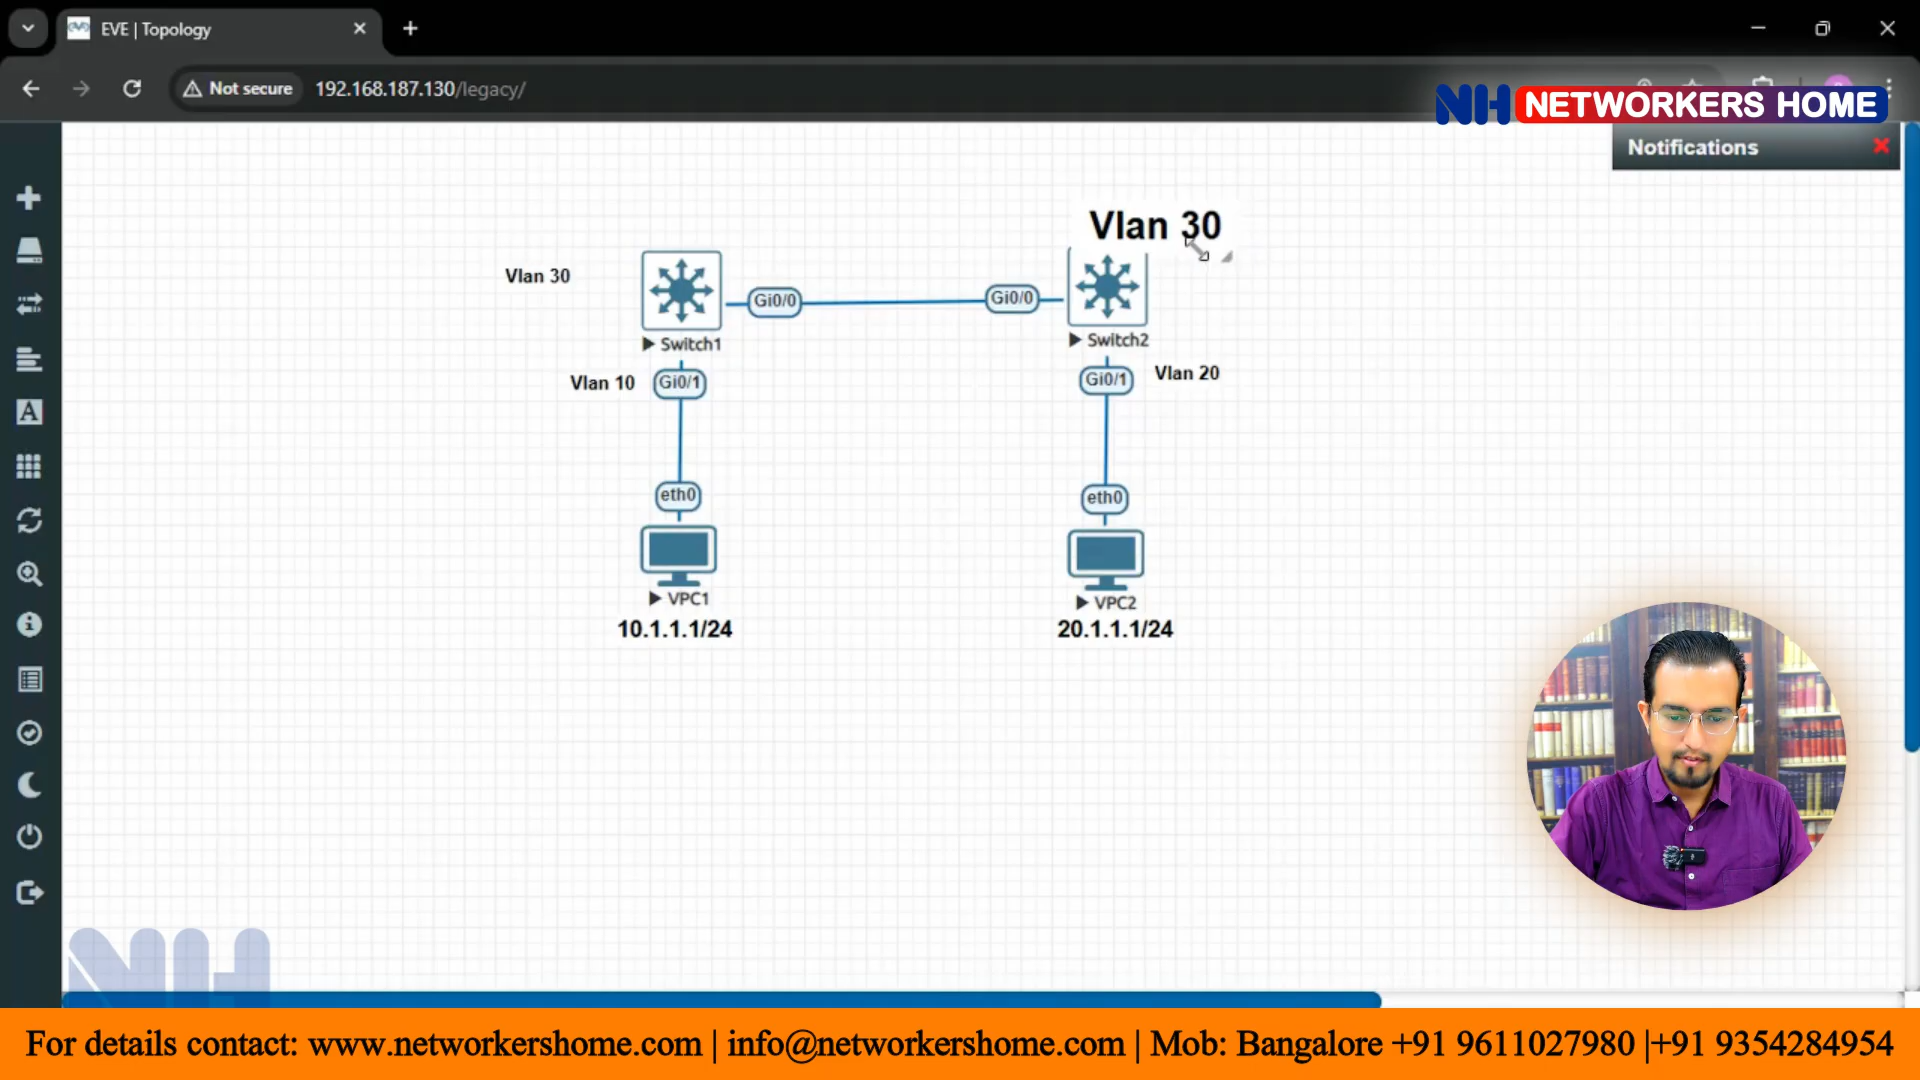 EVE | Topology
Not secure
192.168.187.130/legacy/
NH NETWORKERS HOME
Notifications
Vlan 30
Vlan 30
Gi0/0
Gi0/0
Switch1
Switch2
Vlan 10
Gi0/1
Gi0/1
Vlan 20
eth0
eth0
VPC1
VPC2
10.1.1.1/24
20.1.1.1/24
NH
For details contact: www.networkershome.com | info@networkershome.com | Mob: Bangalore +91 9611027980 |+91 9354284954